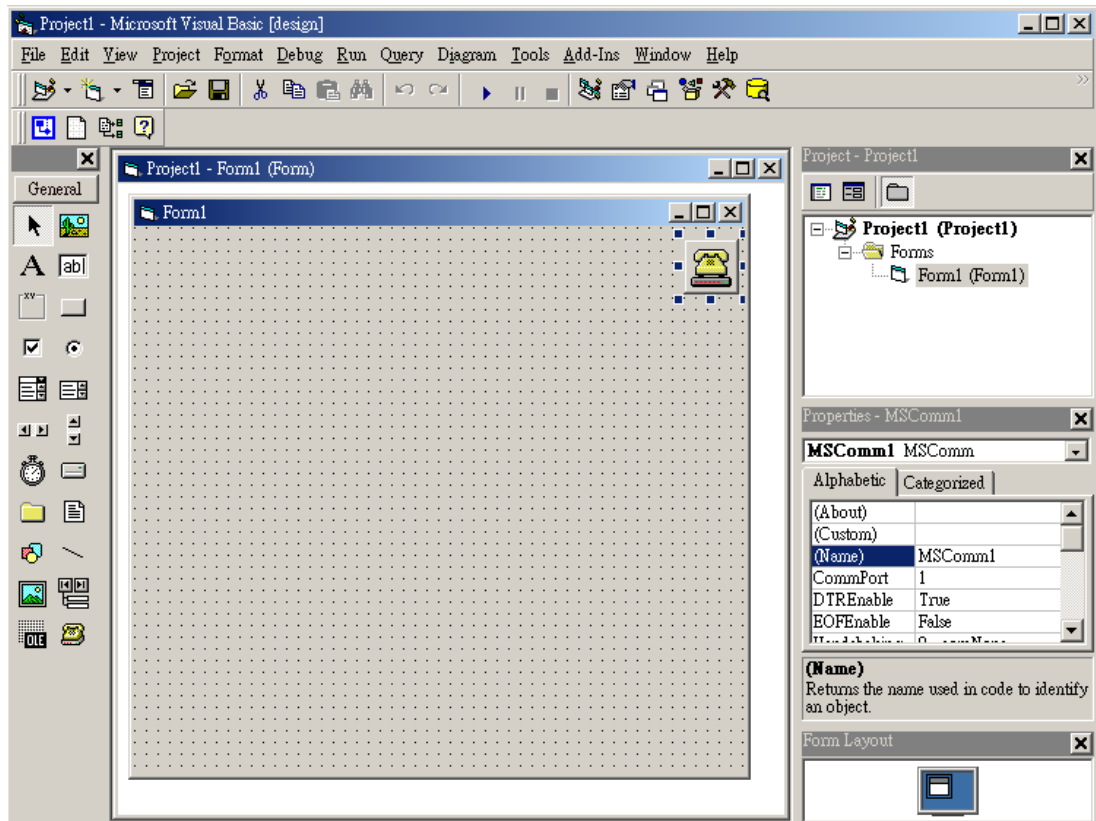 Project1 - Microsoft Visual Basic [design]
File Edit View Project Format Debug Run Query Diagram Tools Add-Ins Window Help
General
A
ab
XY
OLE
Project1 - Form1 (Form)
Form1
Project - Project1
Project1 (Project1)
Forms
Form1 (Form1)
Properties - MSComm1
MSComm1 MSComm
Alphabetic Categorized
(About)
(Custom)
(Name) MSComm1
CommPort 1
DTREnable True
EOFEnable False
(Name)
Returns the name used in code to identify
an object.
Form Layout